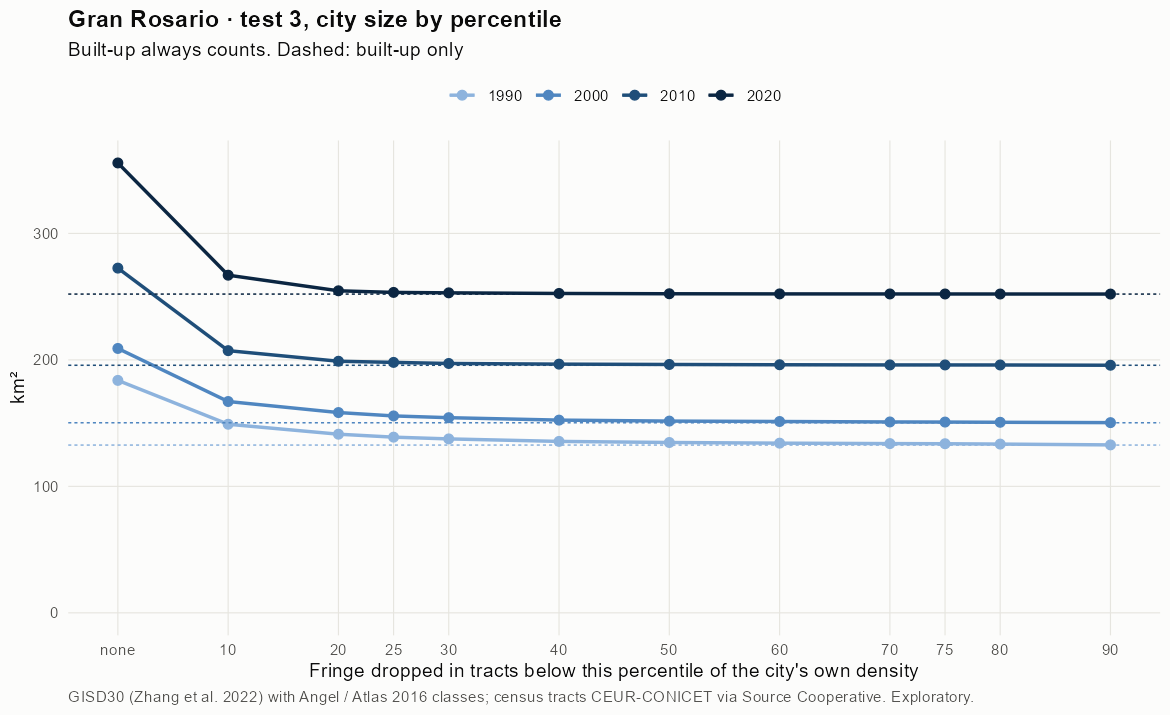 Gran Rosario · test 3, city size by percentile
Built-up always counts. Dashed: built-up only
1990 2000 2010 2020
300
200
100
0
km²
none 10 20 25 30 40 50 60 70 75 80 90
Fringe dropped in tracts below this percentile of the city's own density
GISD30 (Zhang et al. 2022) with Angel / Atlas 2016 classes; census tracts CEUR-CONICET via Source Cooperative. Exploratory.